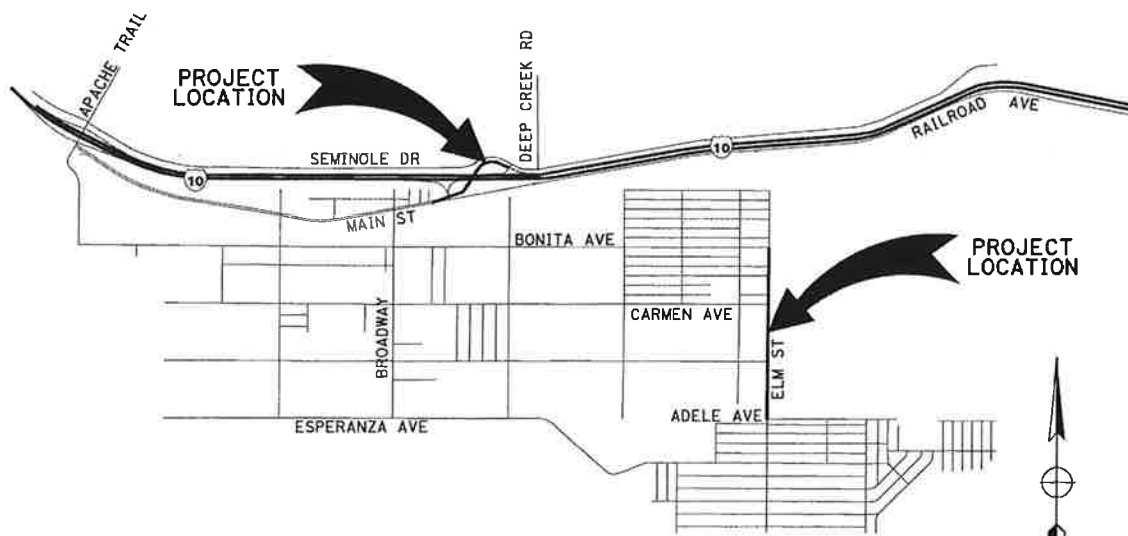 APACHE TRAIL
PROJECT
LOCATION
DEEP CREEK RD
SEMINOLE DR
10
10
RAILROAD AVE
MAIN ST
BONITA AVE
PROJECT
LOCATION
CARMEN AVE
BROADWAY
ELM ST
ADELE AVE
ESPERANZA AVE